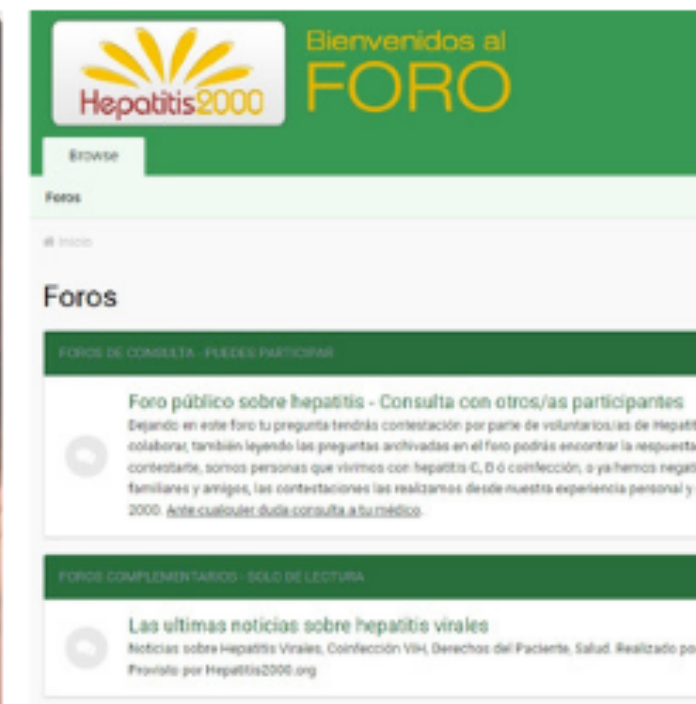 Bienvenidos al
Hepatitis2000
FORO
Browse
Foros
Inicio
Foros
FOROS DE CONSULTA - PUEDES PARTICIPAR
Foro público sobre hepatitis - Consulta con otros/as participantes
Dejando en este foro tu pregunta tendrás contestación por parte de voluntarios/as de Hepatit
colaborar, también leyendo las preguntas archivadas en el foro podrás encontrar la respuesta
contestarte, somos personas que vivimos con hepatitis C, B ó coinfección, o ya hemos negati
familiares y amigos, las contestaciones las realizamos desde nuestra experiencia personal y
2000. Ante cualquier duda consulta a tu médico.
FOROS COMPLEMENTARIOS - SOLO DE LECTURA
Las ultimas noticias sobre hepatitis virales
Noticias sobre Hepatitis Virales, Coinfección VIH, Derechos del Paciente, Salud. Realizado po
Provisto por Hepatitis2000.org